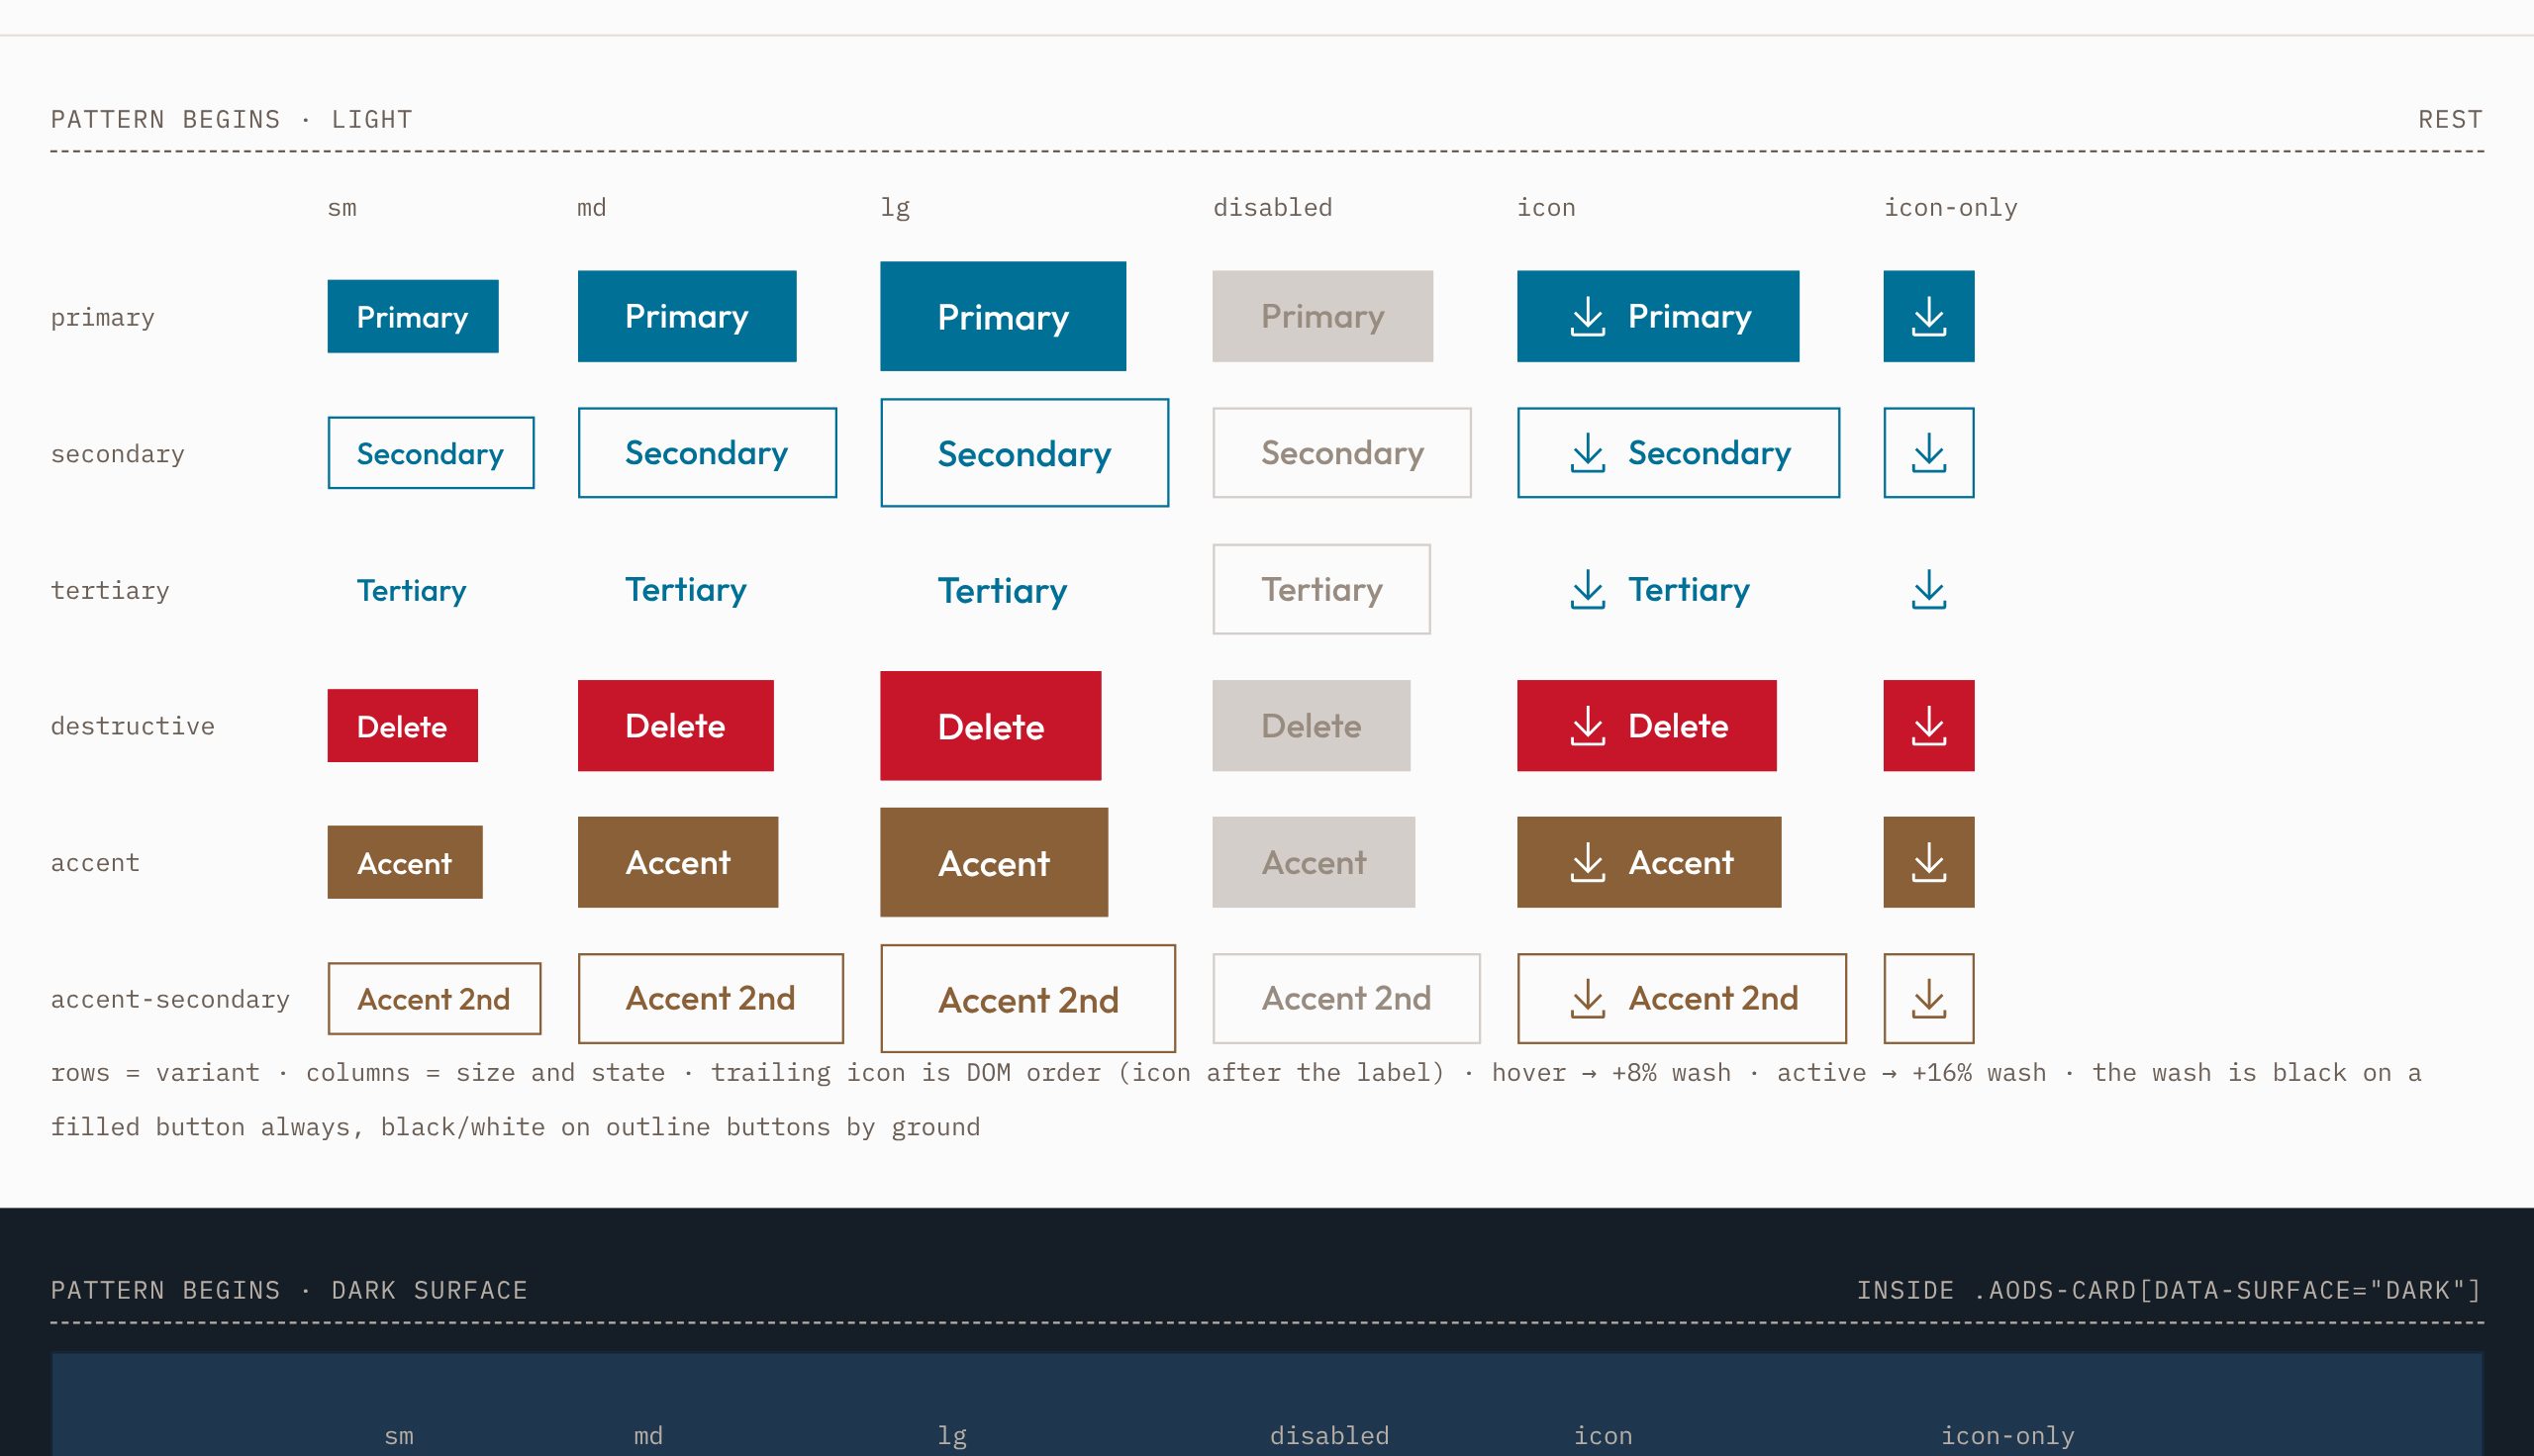 PATTERN BEGINS · LIGHT REST
sm md lg disabled icon icon-only
primary Primary Primary Primary Primary Primary
secondary Secondary Secondary Secondary Secondary Secondary
tertiary Tertiary Tertiary Tertiary Tertiary Tertiary
destructive Delete Delete Delete Delete Delete
accent Accent Accent Accent Accent Accent
accent-secondary Accent 2nd Accent 2nd Accent 2nd Accent 2nd Accent 2nd
rows = variant · columns = size and state · trailing icon is DOM order (icon after the label) · hover → +8% wash · active → +16% wash · the wash is black on a
filled button always, black/white on outline buttons by ground
PATTERN BEGINS · DARK SURFACE INSIDE .AODS-CARD[DATA-SURFACE="DARK"]
sm md lg disabled icon icon-only